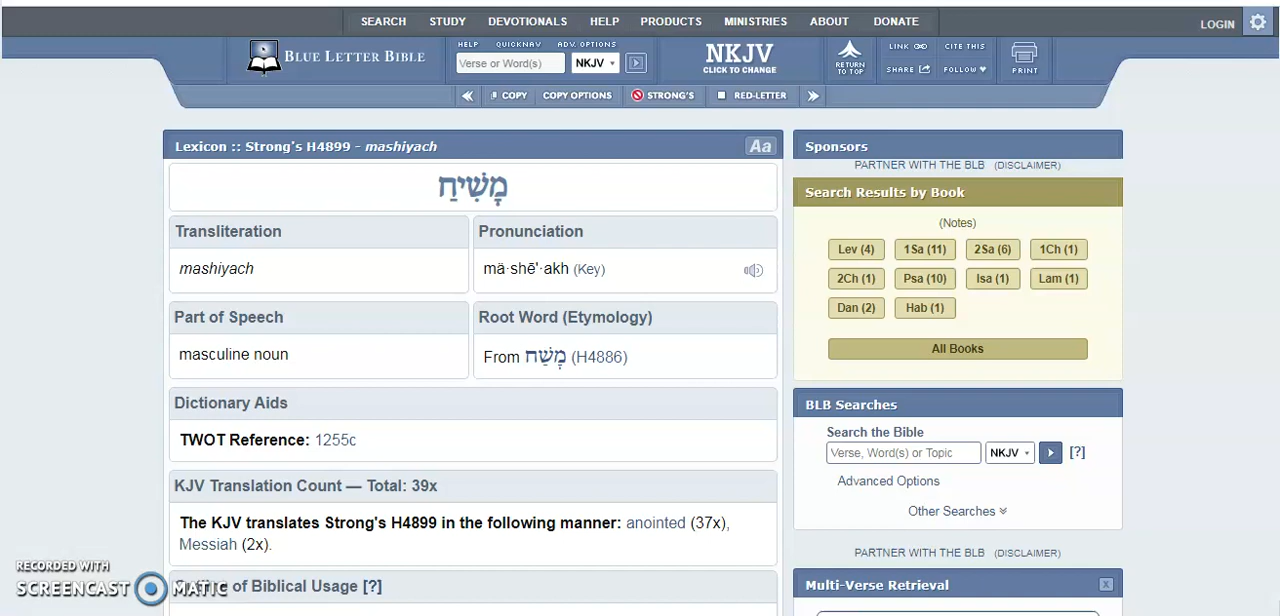 SEARCH STUDY DEVOTIONALS HELP PRODUCTS MINISTRIES ABOUT DONATE
LOGIN
BLUE LETTER BIBLE
HELP QUICKNAV ADV. OPTIONS
Verse or Word(s) NKJV
NKJV
CLICK TO CHANGE
RETURN TO TOP
LINK CITE THIS
SHARE FOLLOW
PRINT
COPY COPY OPTIONS STRONG'S RED-LETTER
Lexicon :: Strong's H4899 - mashiyach Aa
מָשִׁיחַ
Transliteration
mashiyach
Pronunciation
mä·shē'·akh (Key)
Part of Speech
masculine noun
Root Word (Etymology)
From מָשַׁח (H4886)
Dictionary Aids
TWOT Reference: 1255c
KJV Translation Count — Total: 39x
The KJV translates Strong's H4899 in the following manner: anointed (37x),
Messiah (2x).
of Biblical Usage [?]
Sponsors
PARTNER WITH THE BLB (DISCLAIMER)
Search Results by Book
(Notes)
Lev (4) 1Sa (11) 2Sa (6) 1Ch (1)
2Ch (1) Psa (10) Isa (1) Lam (1)
Dan (2) Hab (1)
All Books
BLB Searches
Search the Bible
Verse, Word(s) or Topic NKJV [?]
Advanced Options
Other Searches
PARTNER WITH THE BLB (DISCLAIMER)
Multi-Verse Retrieval x
RECORDED WITH
SCREENCAST MATIC